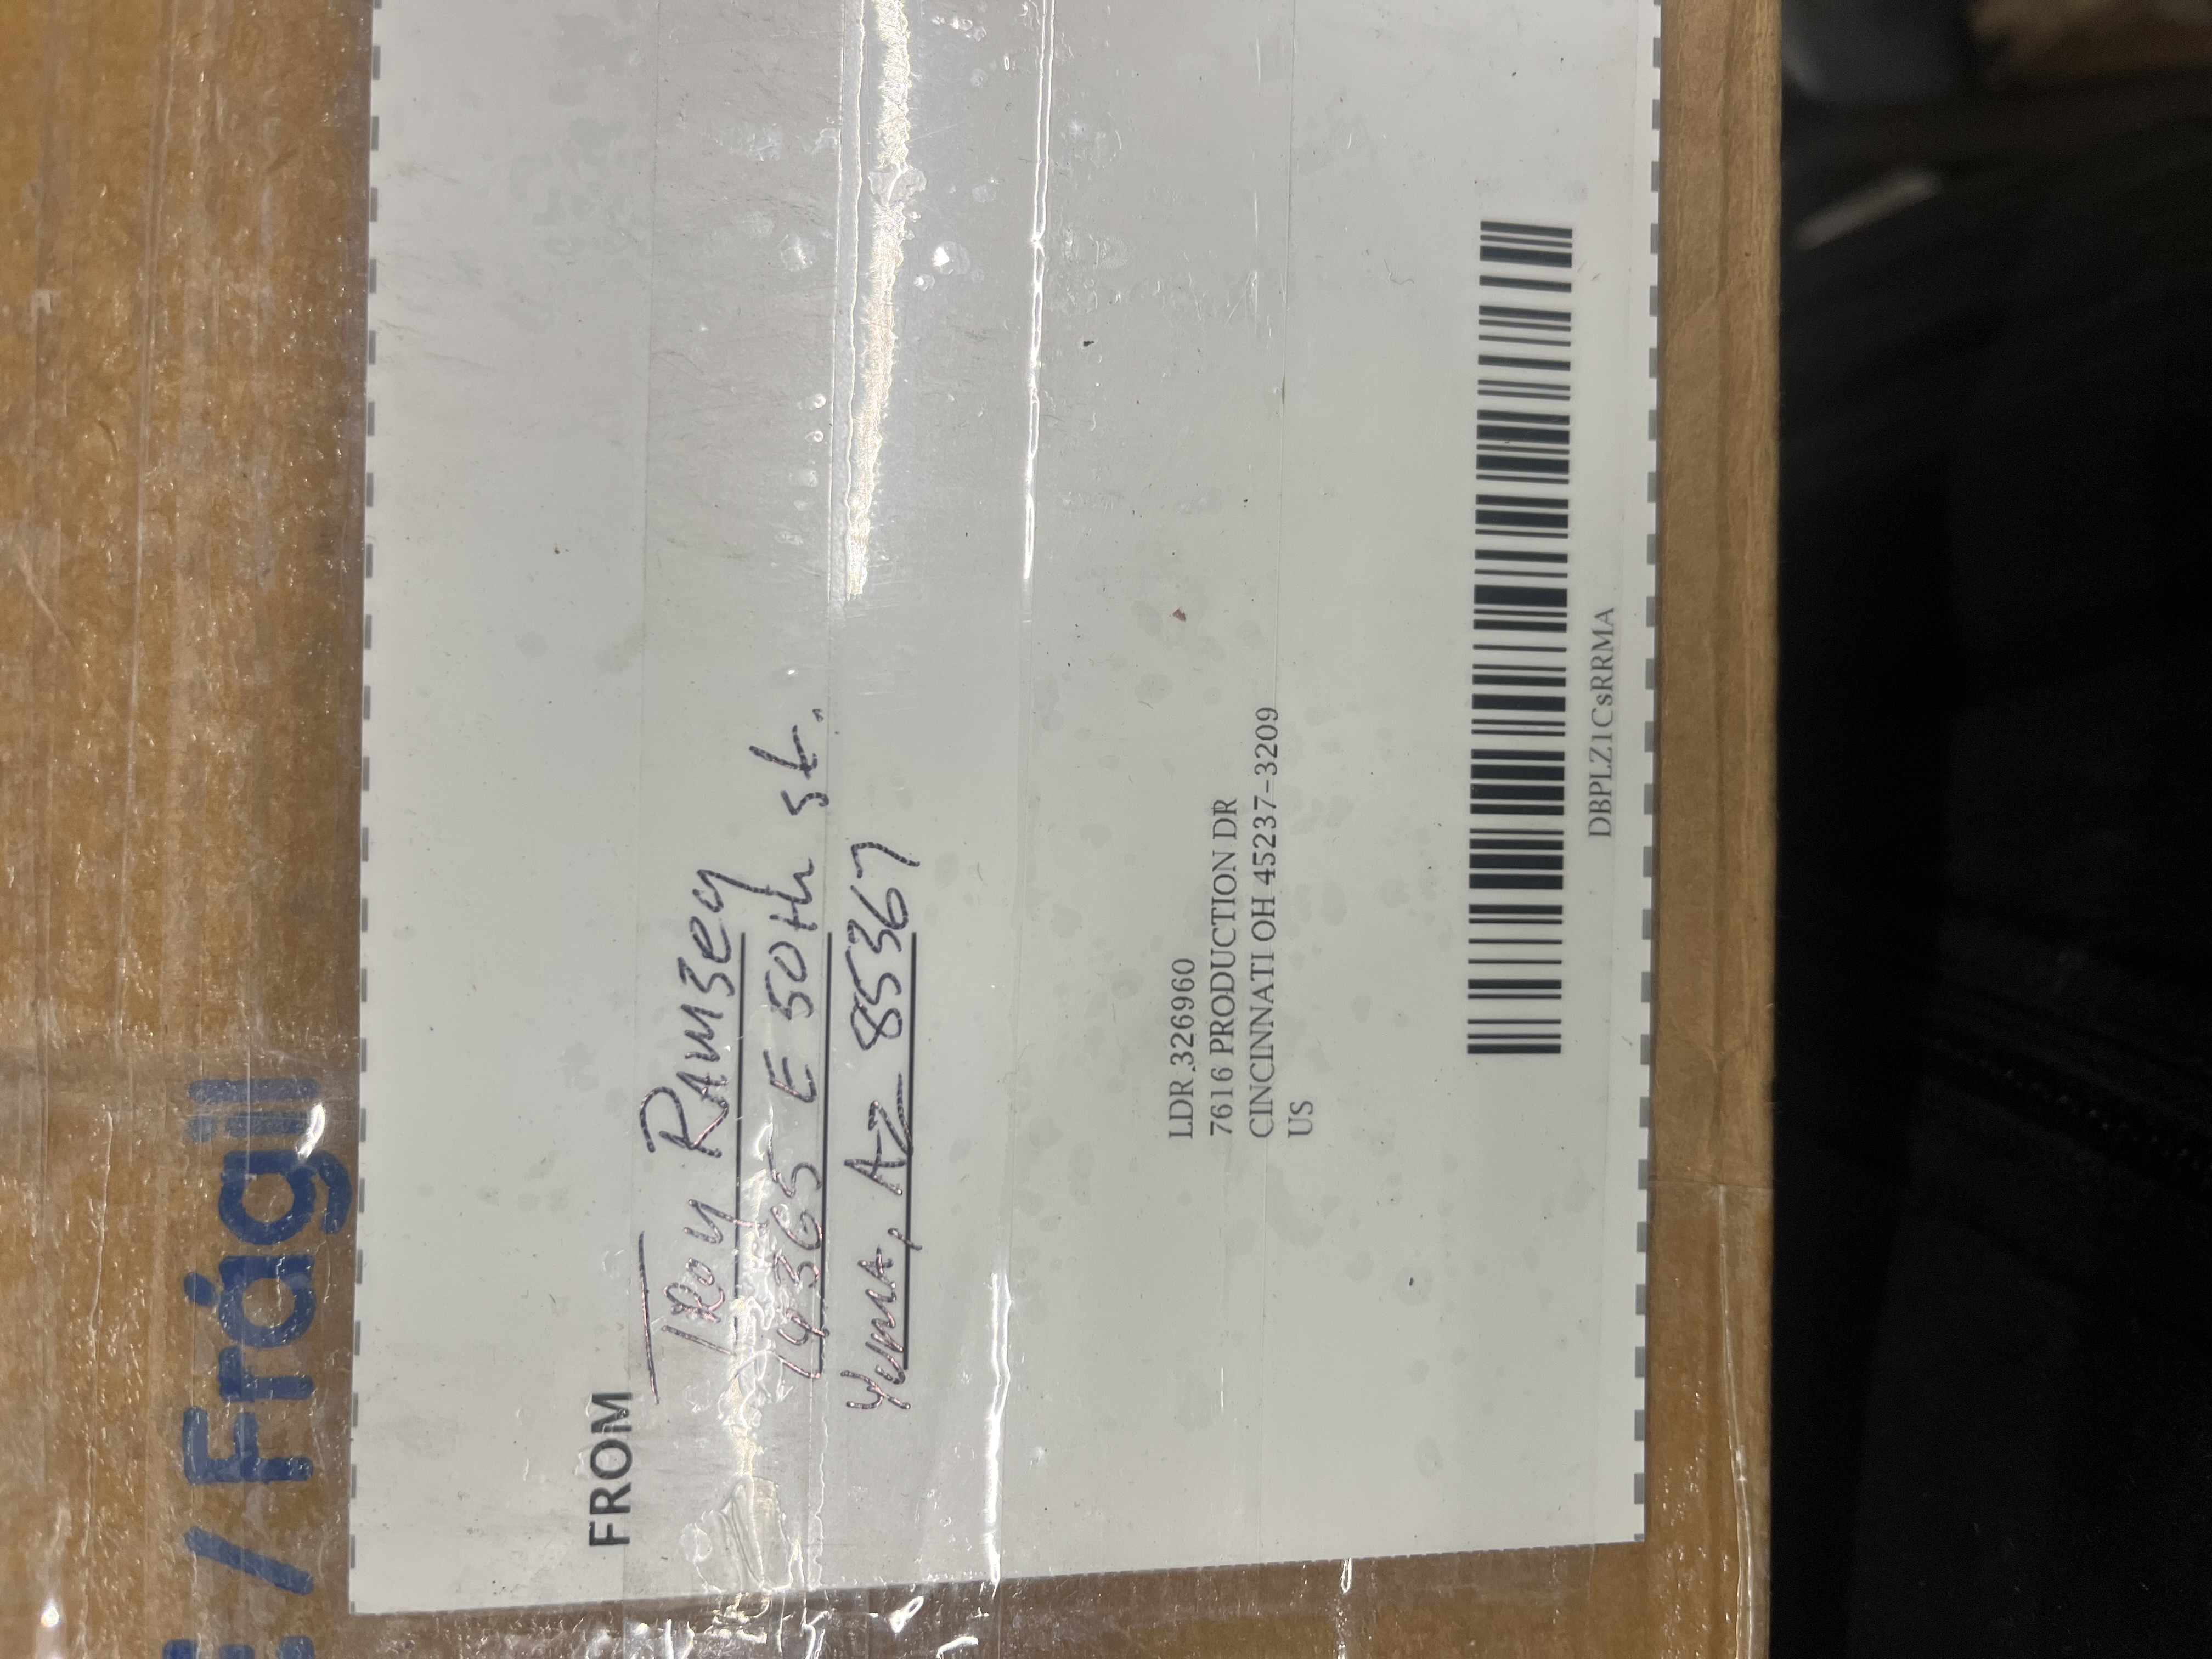 / Frágil
FROM
Troy Ramsey
14365 E 50th St.
Yuma, AZ 85367
LDR 326960
7616 PRODUCTION DR
CINCINNATI OH 45237-3209
US
DBPLZ1CsRRMA